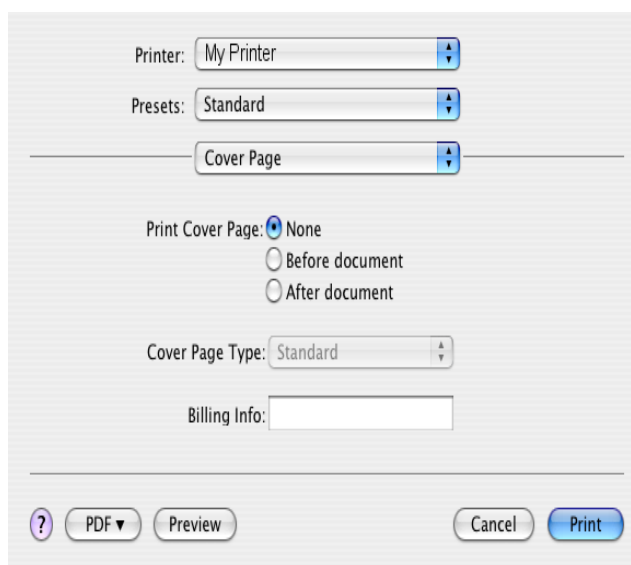 Printer: My Printer
Presets: Standard
Cover Page
Print Cover Page: None
Before document
After document
Cover Page Type: Standard
Billing Info:
? PDF ▼ Preview Cancel Print